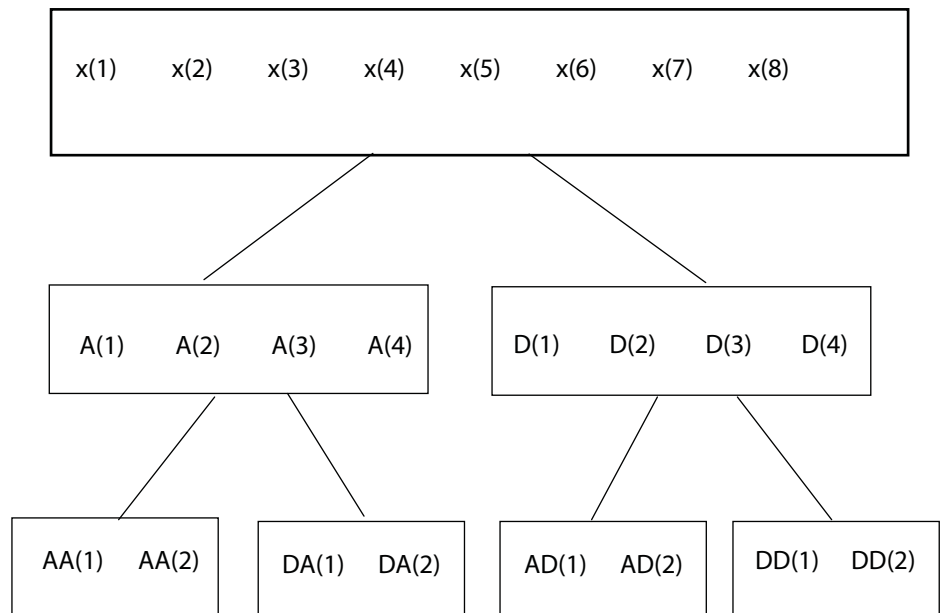 x(1) x(2) x(3) x(4) x(5) x(6) x(7) x(8)
A(1) A(2) A(3) A(4) D(1) D(2) D(3) D(4)
AA(1) AA(2) DA(1) DA(2) AD(1) AD(2) DD(1) DD(2)